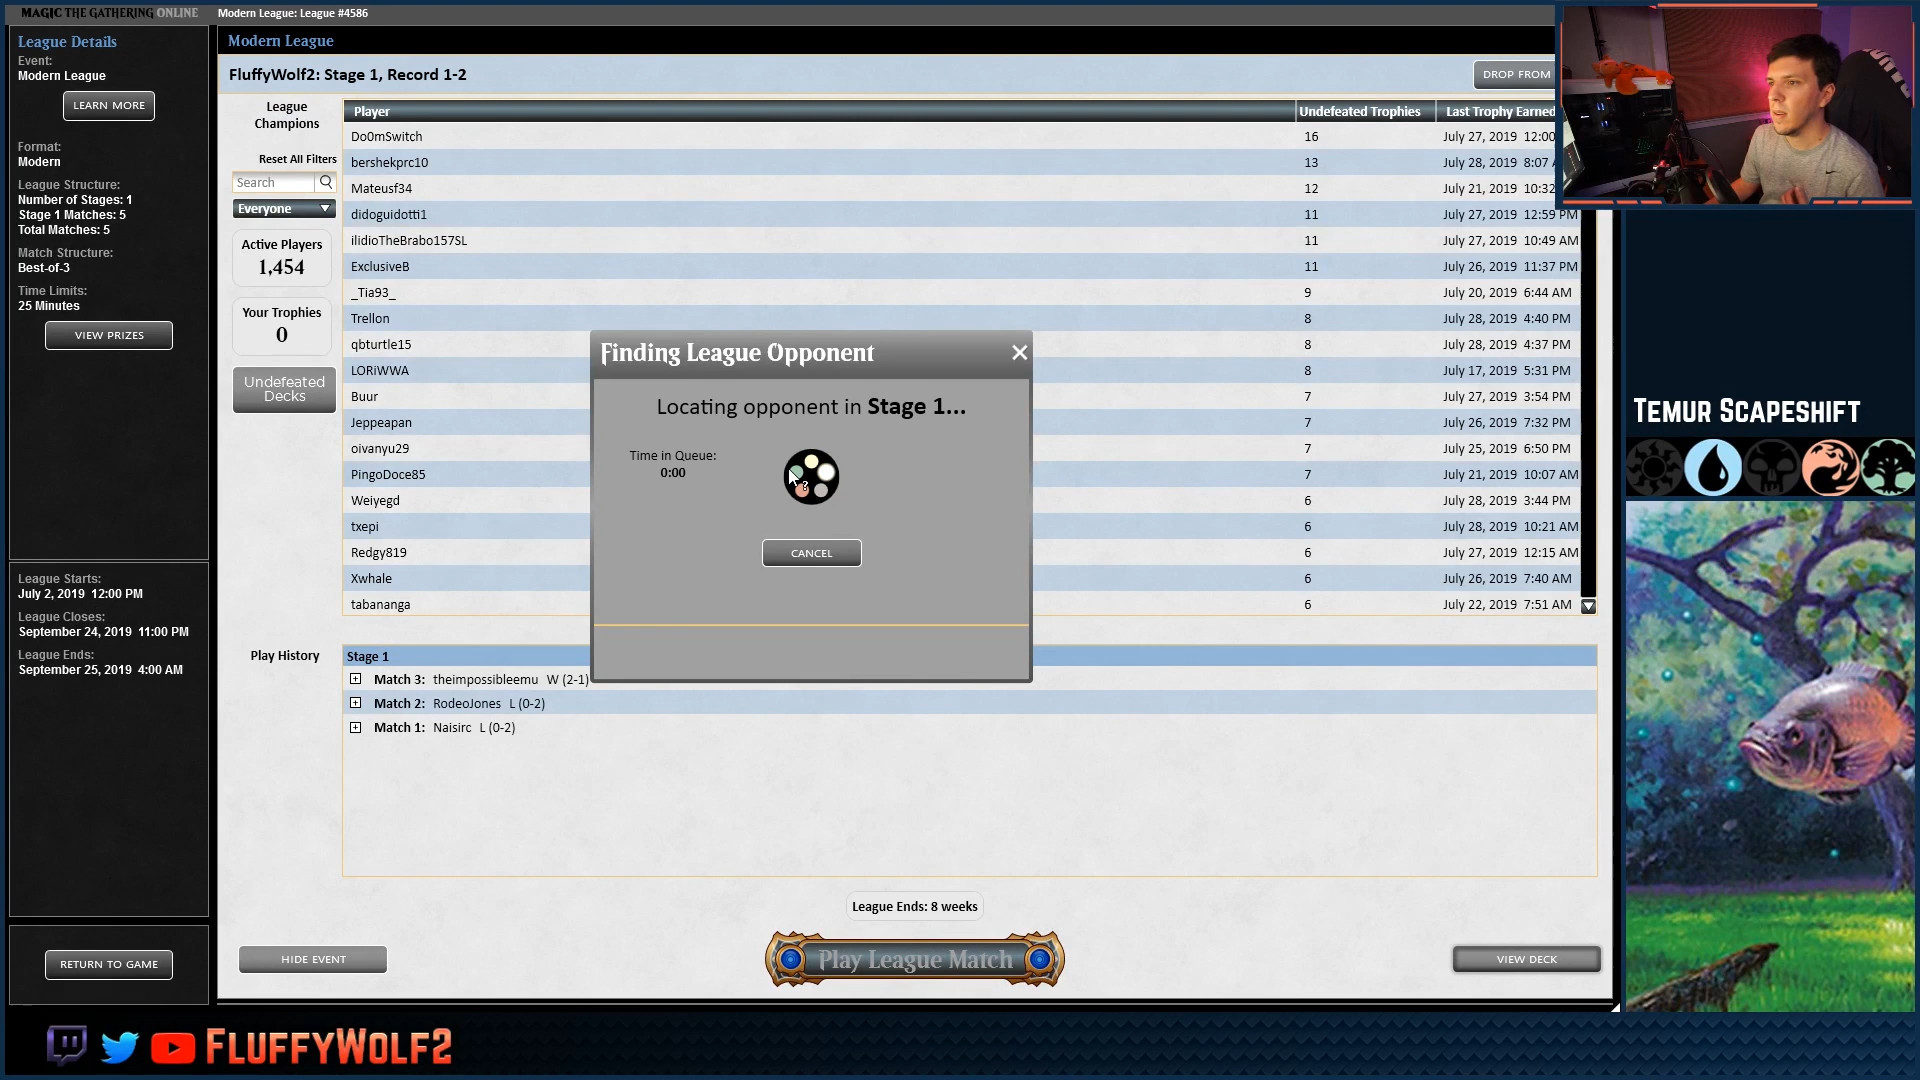 MAGIC THE GATHERING ONLINE
Modern League: League #4586
League Details
Event:
Modern League
LEARN MORE
Format:
Modern
League Structure:
Number of Stages: 1
Stage 1 Matches: 5
Total Matches: 5
Match Structure:
Best-of-3
Time Limits:
25 Minutes
VIEW PRIZES
League Starts:
July 2, 2019 12:00 PM
League Closes:
September 24, 2019 11:00 PM
League Ends:
September 25, 2019 4:00 AM
RETURN TO GAME
Modern League
FluffyWolf2: Stage 1, Record 1-2
DROP FROM
League
Champions
Reset All Filters
Search
Everyone
Active Players
1,454
Your Trophies
0
Undefeated
Decks
Player Undefeated Trophies Last Trophy Earned
Do0mSwitch 16 July 27, 2019 12:00
bershekprc10 13 July 28, 2019 8:07
Mateusf34 12 July 21, 2019 10:32
didoguidotti1 11 July 27, 2019 12:59 PM
ilidioTheBrabo157SL 11 July 27, 2019 10:49 AM
ExclusiveB 11 July 26, 2019 11:37 PM
_Tia93_ 9 July 20, 2019 6:44 AM
Trellon 8 July 28, 2019 4:40 PM
qbturtle15 8 July 28, 2019 4:37 PM
LORiWWA 8 July 17, 2019 5:31 PM
Buur 7 July 27, 2019 3:54 PM
Jeppeapan 7 July 26, 2019 7:32 PM
oivanyu29 7 July 25, 2019 6:50 PM
PingoDoce85 7 July 21, 2019 10:07 AM
Weiyegd 6 July 28, 2019 3:44 PM
txepi 6 July 28, 2019 10:21 AM
Redgy819 6 July 27, 2019 12:15 AM
Xwhale 6 July 26, 2019 7:40 AM
tabananga 6 July 22, 2019 7:51 AM
Finding League Opponent
Locating opponent in Stage 1...
Time in Queue:
0:00
CANCEL
Play History
Stage 1
Match 3: theimpossibleemu W (2-1)
Match 2: RodeoJones L (0-2)
Match 1: Naisirc L (0-2)
League Ends: 8 weeks
HIDE EVENT
Play League Match
VIEW DECK
TEMUR SCAPESHIFT
FLUFFYWOLF2